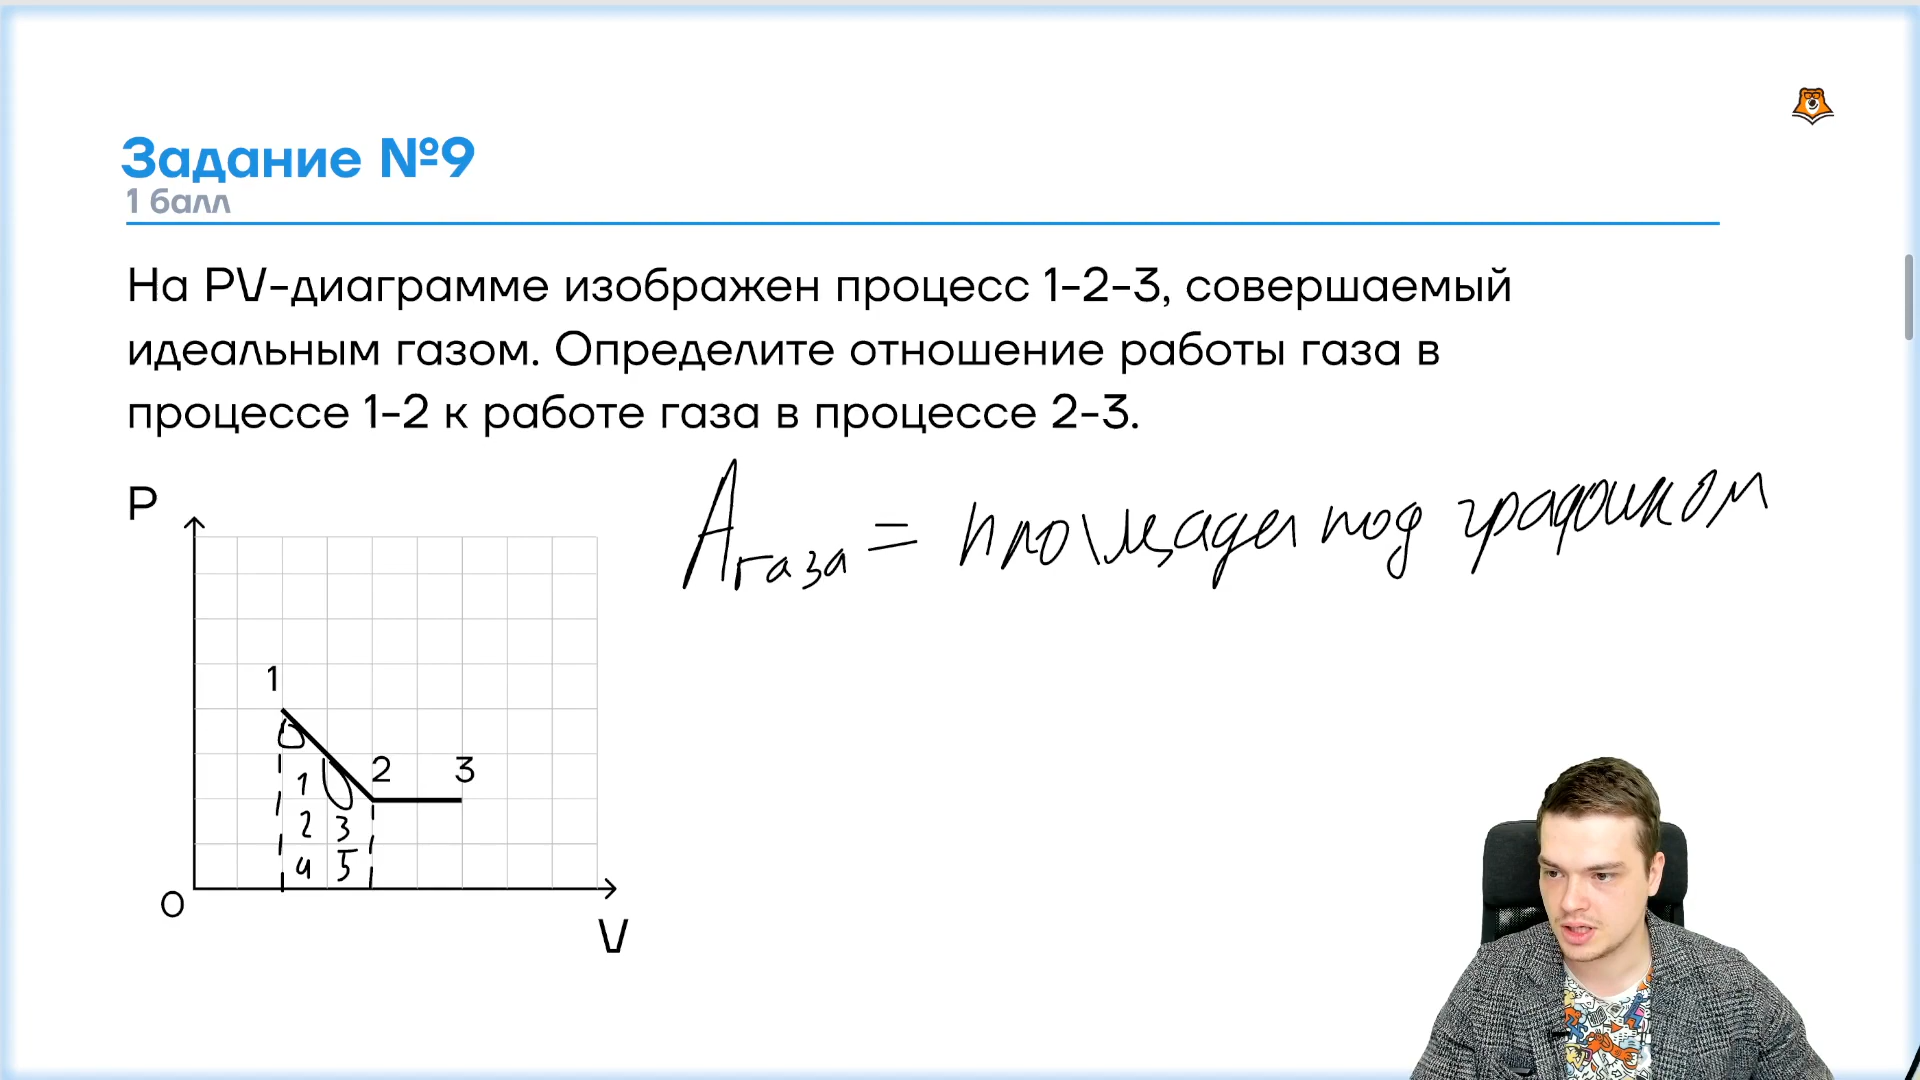 Задание №9
1 балл
На PV-диаграмме изображен процесс 1-2-3, совершаемый
идеальным газом. Определите отношение работы газа в
процессе 1-2 к работе газа в процессе 2-3.
P
Aгаза = площади под графиком
1
2 3
1
2 3
4 5
O
V